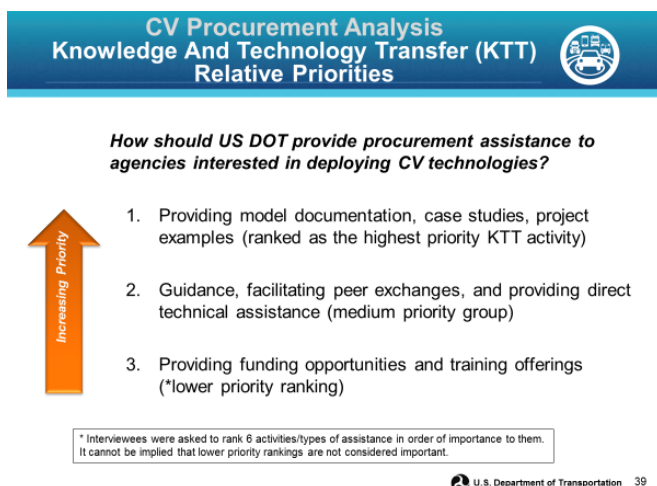 CV Procurement Analysis
Knowledge And Technology Transfer (KTT)
Relative Priorities
How should US DOT provide procurement assistance to
agencies interested in deploying CV technologies?
Increasing Priority
1. Providing model documentation, case studies, project
examples (ranked as the highest priority KTT activity)
2. Guidance, facilitating peer exchanges, and providing direct
technical assistance (medium priority group)
3. Providing funding opportunities and training offerings
(*lower priority ranking)
* Interviewees were asked to rank 6 activities/types of assistance in order of importance to them.
It cannot be implied that lower priority rankings are not considered important.
U.S. Department of Transportation 39